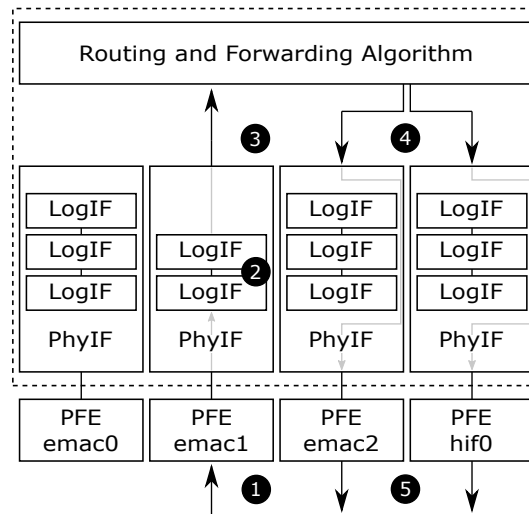 Routing and Forwarding Algorithm
3
4
LogIF
LogIF
LogIF
PhyIF
LogIF
2
LogIF
PhyIF
LogIF
LogIF
LogIF
PhyIF
LogIF
LogIF
LogIF
PhyIF
PFE
emac0
PFE
emac1
PFE
emac2
PFE
hif0
1
5